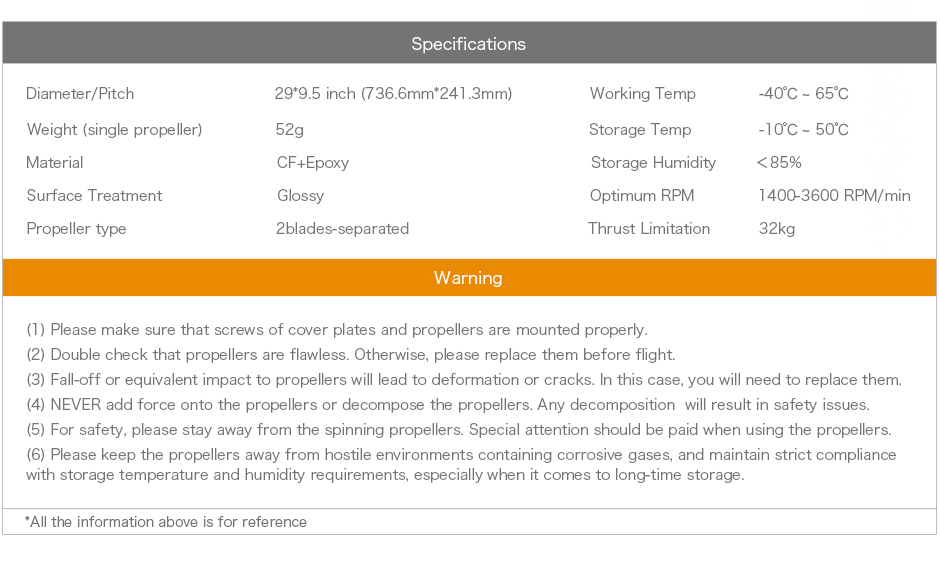 Specifications
Diameter/Pitch 29*9.5 inch (736.6mm*241.3mm) Working Temp -40℃ ~ 65℃
Weight (single propeller) 52g Storage Temp -10℃ ~ 50℃
Material CF+Epoxy Storage Humidity ＜85%
Surface Treatment Glossy Optimum RPM 1400-3600 RPM/min
Propeller type 2blades-separated Thrust Limitation 32kg
Warning
(1) Please make sure that screws of cover plates and propellers are mounted properly.
(2) Double check that propellers are flawless. Otherwise, please replace them before flight.
(3) Fall-off or equivalent impact to propellers will lead to deformation or cracks. In this case, you will need to replace them.
(4) NEVER add force onto the propellers or decompose the propellers. Any decomposition will result in safety issues.
(5) For safety, please stay away from the spinning propellers. Special attention should be paid when using the propellers.
(6) Please keep the propellers away from hostile environments containing corrosive gases, and maintain strict compliance
with storage temperature and humidity requirements, especially when it comes to long-time storage.
*All the information above is for reference